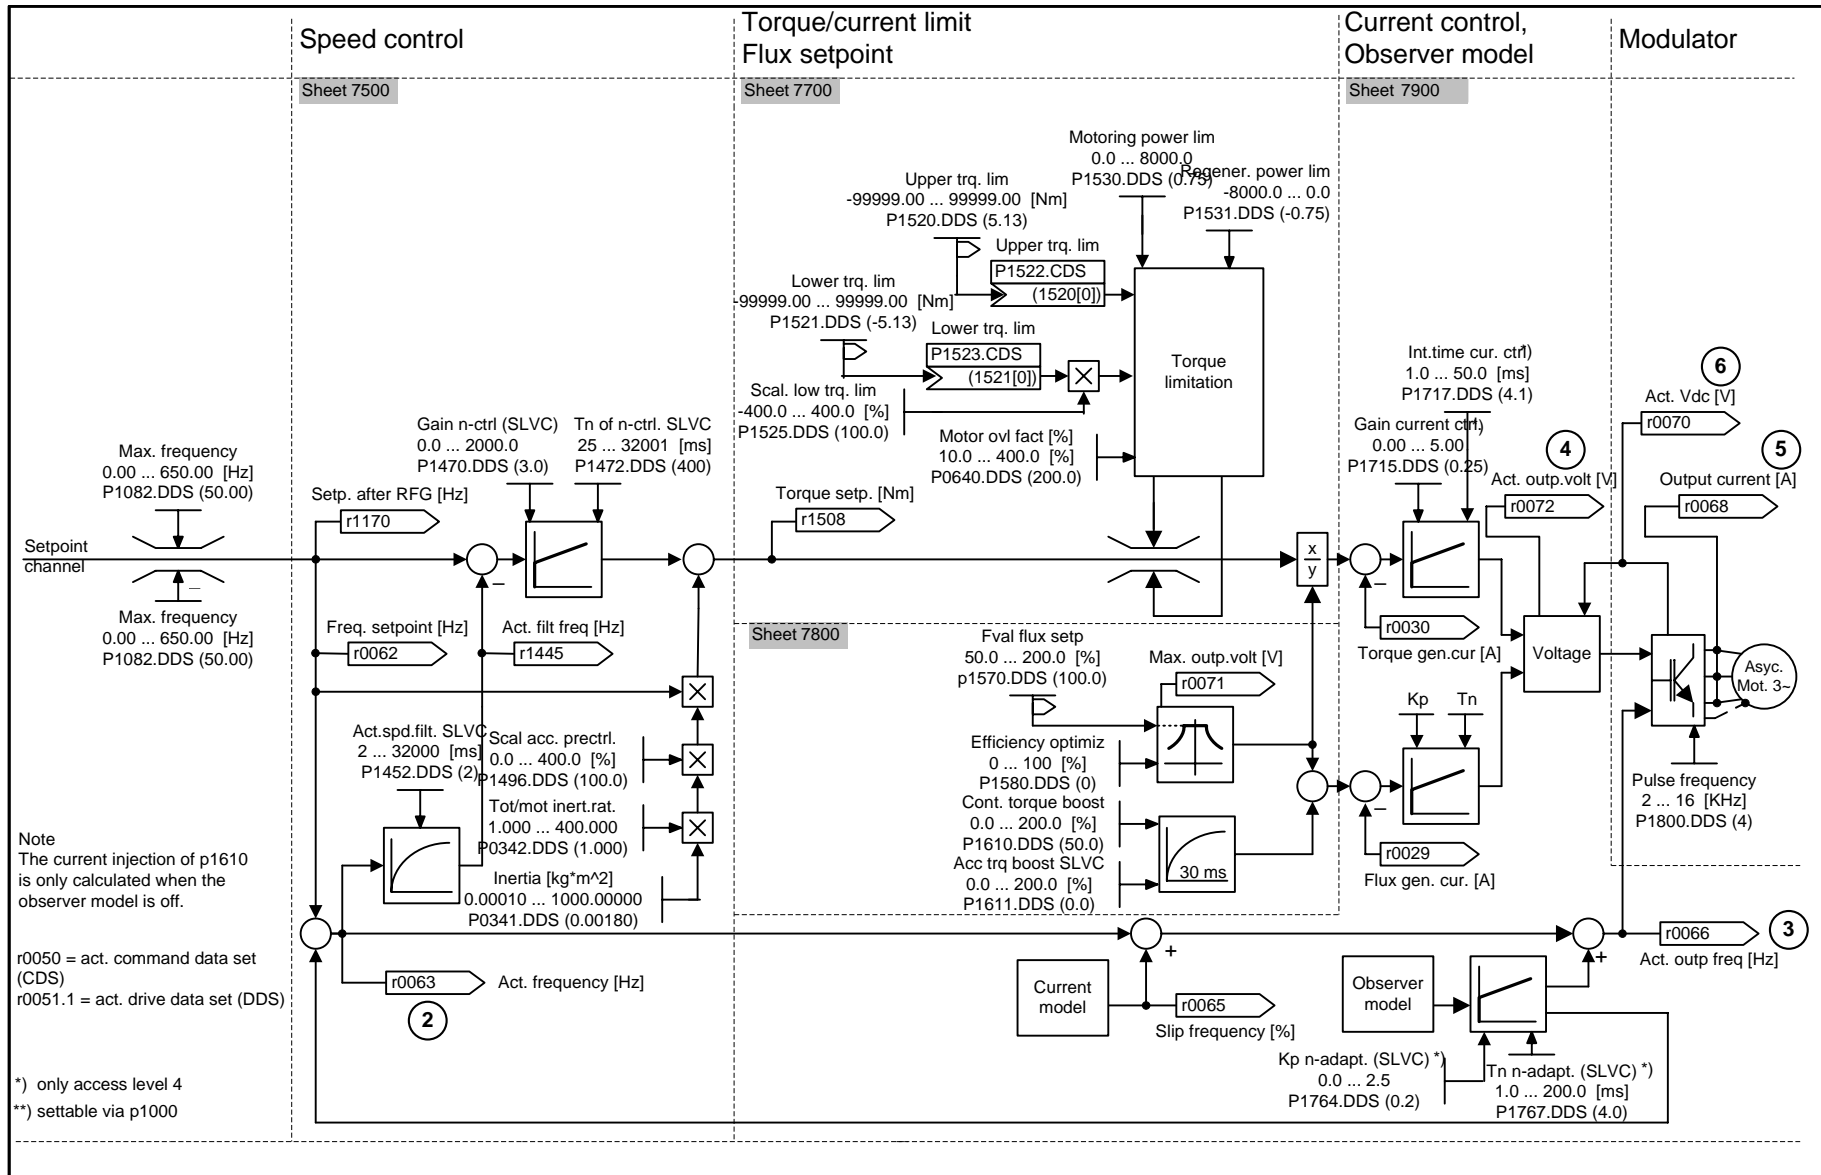 Speed control
Torque/current limit
Flux setpoint
Current control,
Observer model
Modulator
Sheet 7500
Sheet 7700
Sheet 7900
Motoring power lim
0.0 ... 8000.0
P1530.DDS (0.75)
Regener. power lim
-8000.0 ... 0.0
P1531.DDS (-0.75)
Upper trq. lim
-99999.00 ... 99999.00 [Nm]
P1520.DDS (5.13)
Upper trq. lim
P1522.CDS
(1520[0])
Lower trq. lim
-99999.00 ... 99999.00 [Nm]
P1521.DDS (-5.13)
Lower trq. lim
P1523.CDS
(1521[0])
Scal. low trq. lim
-400.0 ... 400.0 [%]
P1525.DDS (100.0)
Motor ovl fact [%]
10.0 ... 400.0 [%]
P0640.DDS (200.0)
Torque
limitation
Int.time cur. ctrl*)
1.0 ... 50.0 [ms]
P1717.DDS (4.1)
Gain current ctrl.)
0.00 ... 5.00
P1715.DDS (0.25)
6
Act. Vdc [V]
r0070
4
Act. outp.volt [V]
r0072
5
Output current [A]
r0068
Max. frequency
0.00 ... 650.00 [Hz]
P1082.DDS (50.00)
Setpoint
channel
–
Max. frequency
0.00 ... 650.00 [Hz]
P1082.DDS (50.00)
Gain n-ctrl (SLVC)
0.0 ... 2000.0
P1470.DDS (3.0)
Tn of n-ctrl. SLVC
25 ... 32001 [ms]
P1472.DDS (400)
Setp. after RFG [Hz]
r1170
–
Torque setp. [Nm]
r1508
x
y
–
r0030
Torque gen.cur [A]
Voltage
Asyc.
Mot. 3~
Freq. setpoint [Hz]
r0062
Act. filt freq [Hz]
r1445
Sheet 7800
Fval flux setp
50.0 ... 200.0 [%]
p1570.DDS (100.0)
Max. outp.volt [V]
r0071
Kp
Tn
Act.spd.filt. SLVC
2 ... 32000 [ms]
P1452.DDS (2)
Scal acc. prectrl.
0.0 ... 400.0 [%]
P1496.DDS (100.0)
Tot/mot inert.rat.
1.000 ... 400.000
P0342.DDS (1.000)
Inertia [kg*m^2]
0.00010 ... 1000.00000
P0341.DDS (0.00180)
Efficiency optimiz
0 ... 100 [%]
P1580.DDS (0)
Cont. torque boost
0.0 ... 200.0 [%]
P1610.DDS (50.0)
Acc trq boost SLVC
0.0 ... 200.0 [%]
P1611.DDS (0.0)
30 ms
–
r0029
Flux gen. cur. [A]
Pulse frequency
2 ... 16 [KHz]
P1800.DDS (4)
Note
The current injection of p1610
is only calculated when the
observer model is off.
r0050 = act. command data set
(CDS)
r0051.1 = act. drive data set (DDS)
r0063
Act. frequency [Hz]
2
+
Current
model
r0065
Slip frequency [%]
Observer
model
+
r0066
3
Act. outp freq [Hz]
Kp n-adapt. (SLVC) *)
0.0 ... 2.5
P1764.DDS (0.2)
Tn n-adapt. (SLVC) *)
1.0 ... 200.0 [ms]
P1767.DDS (4.0)
*) only access level 4
**) settable via p1000